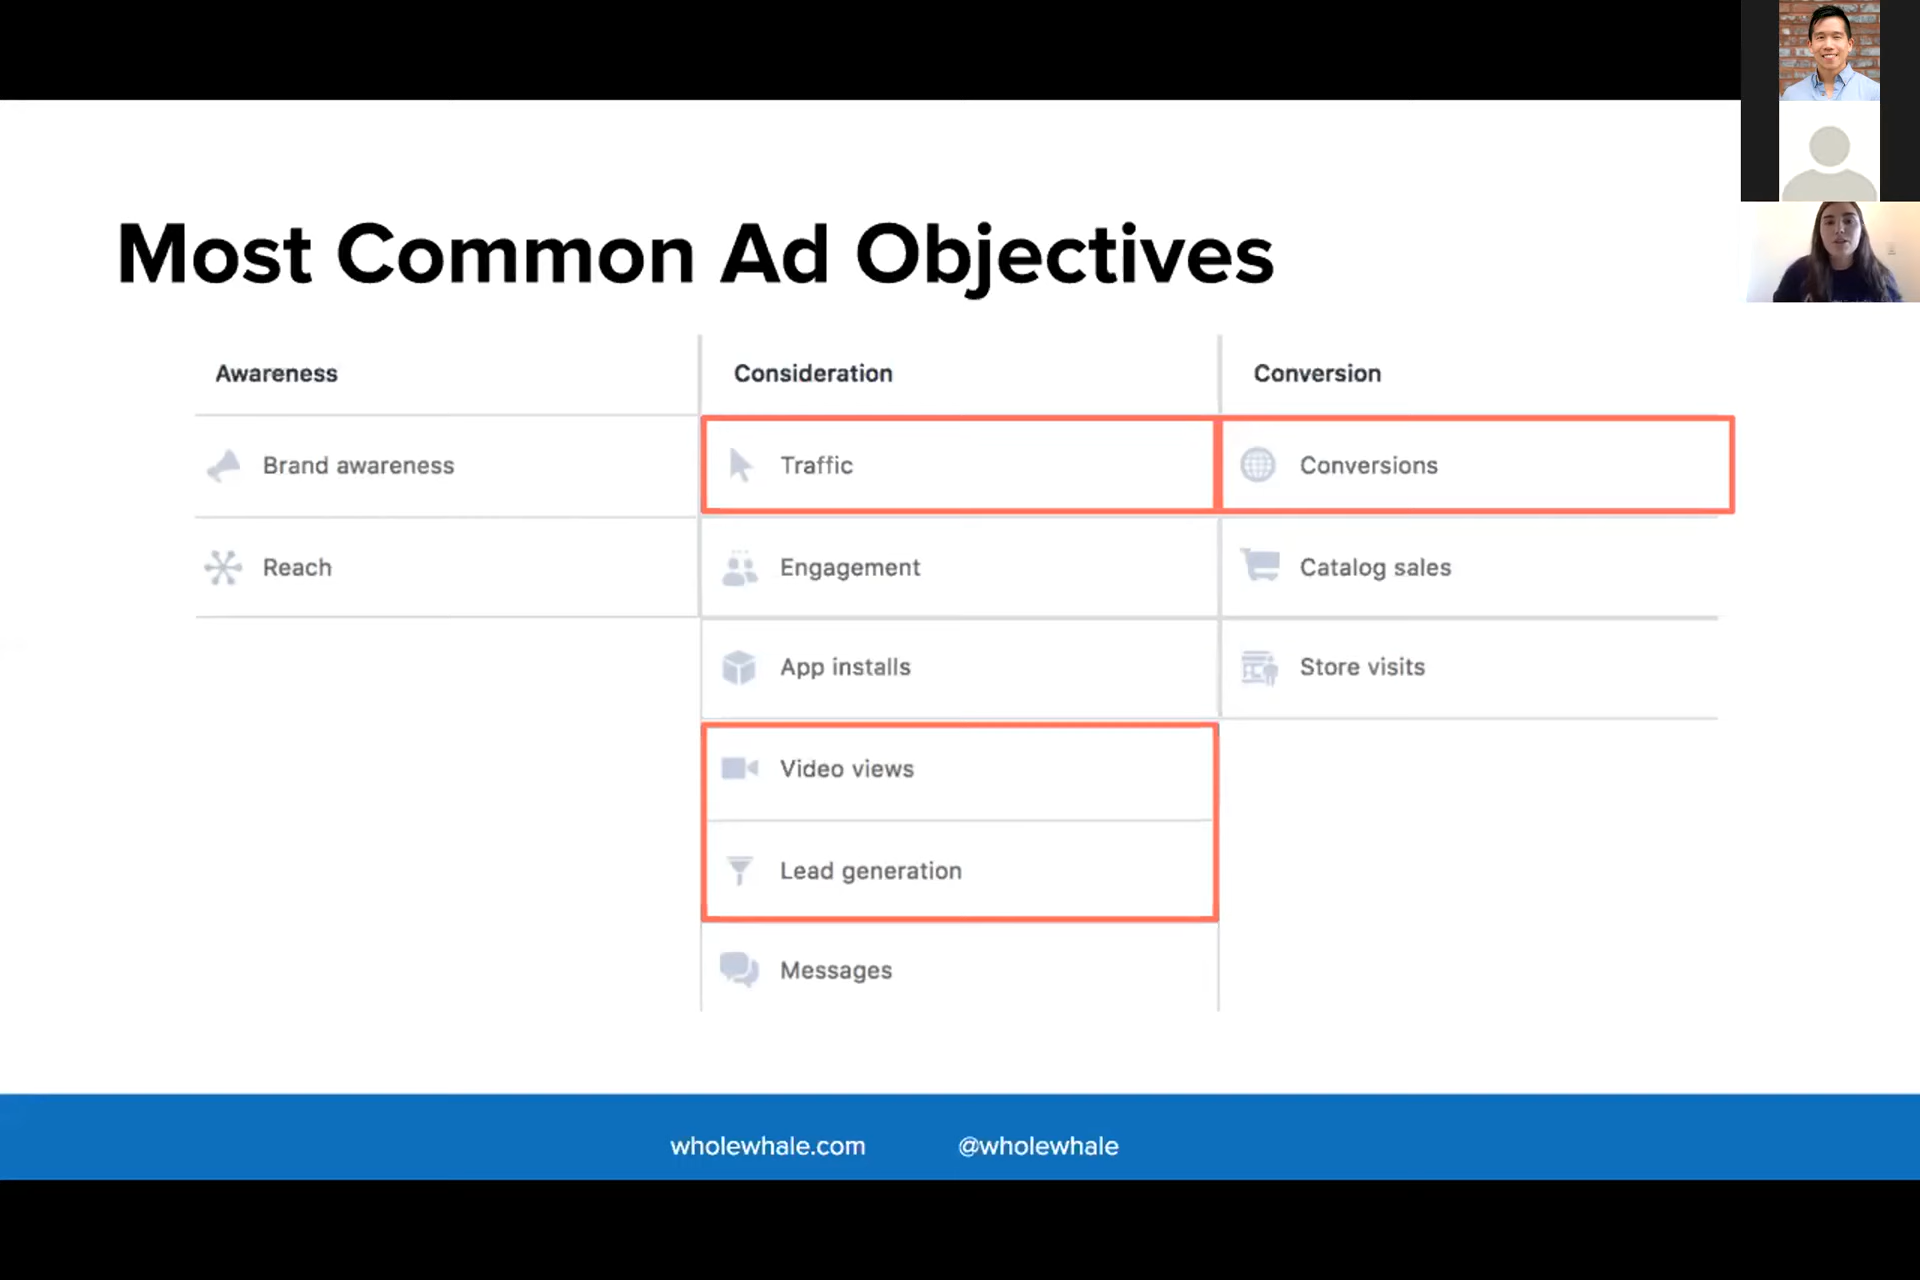 Most Common Ad Objectives
Awareness
Consideration
Conversion
Brand awareness
Traffic
Conversions
Reach
Engagement
Catalog sales
App installs
Store visits
Video views
Lead generation
Messages
wholewhale.com
@wholewhale